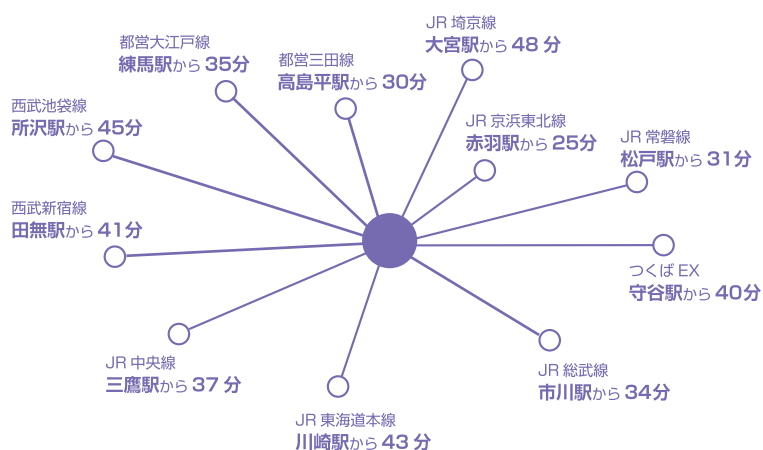 JR 埼京線
大宮駅から 48 分
都営大江戸線
練馬駅から 35分
都営三田線
高島平駅から 30分
西武池袋線
所沢駅から 45分
JR 京浜東北線
赤羽駅から 25分
JR 常磐線
松戸駅から 31分
西武新宿線
田無駅から 41分
つくば EX
守谷駅から 40分
JR 中央線
三鷹駅から 37 分
JR 総武線
市川駅から 34分
JR 東海道本線
川崎駅から 43 分